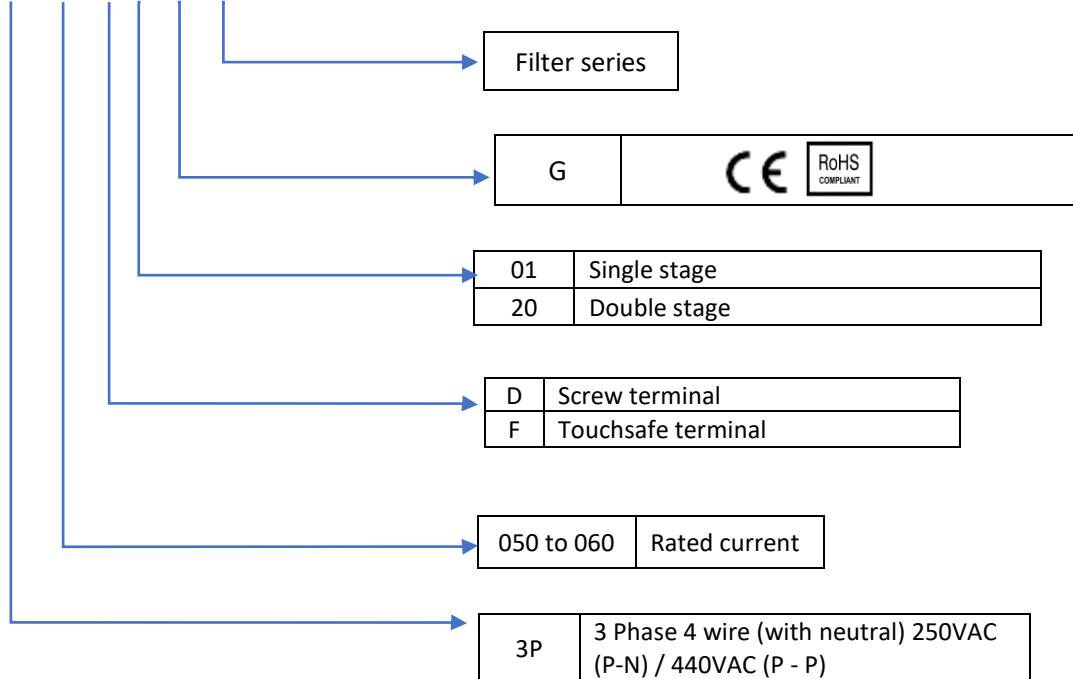 Filter series
G CE RoHS
COMPLIANT
01 Single stage
20 Double stage
D Screw terminal
F Touchsafe terminal
050 to 060 Rated current
3P 3 Phase 4 wire (with neutral) 250VAC
(P-N) / 440VAC (P - P)